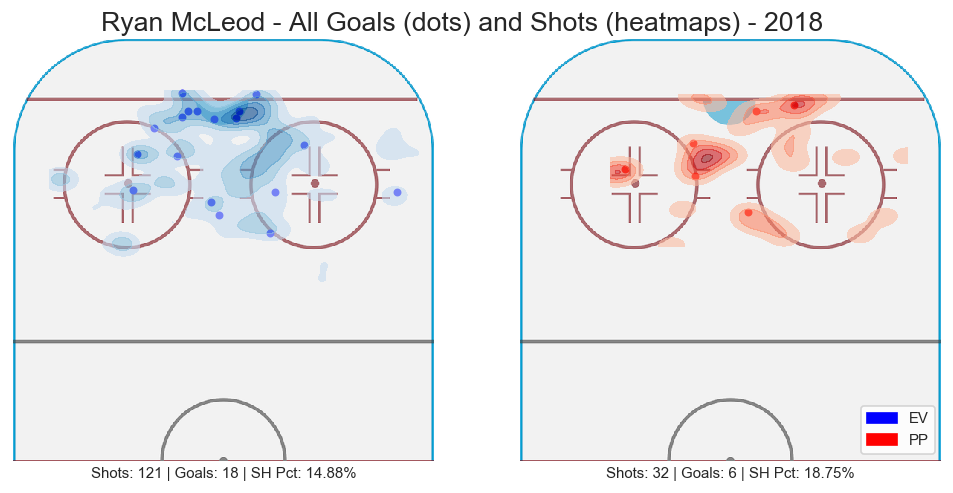 Ryan McLeod - All Goals (dots) and Shots (heatmaps) - 2018
EV
PP
Shots: 121 | Goals: 18 | SH Pct: 14.88%
Shots: 32 | Goals: 6 | SH Pct: 18.75%